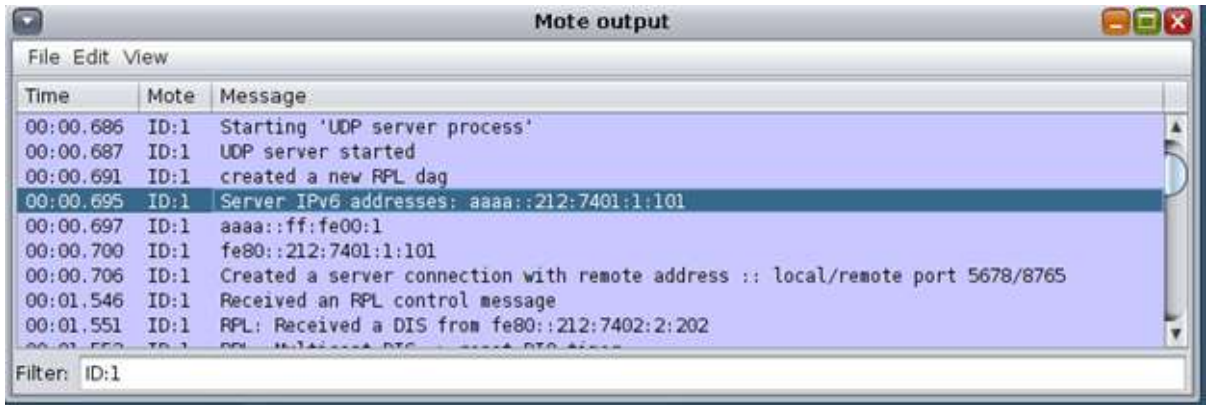 Mote output
File Edit View
Time Mote Message
00:00.686 ID:1 Starting 'UDP server process'
00:00.687 ID:1 UDP server started
00:00.691 ID:1 created a new RPL dag
00:00.695 ID:1 Server IPv6 addresses: aaaa::212:7401:1:101
00:00.697 ID:1 aaaa::ff:fe00:1
00:00.700 ID:1 fe80::212:7401:1:101
00:00.706 ID:1 Created a server connection with remote address :: local/remote port 5678/8765
00:01.546 ID:1 Received an RPL control message
00:01.551 ID:1 RPL: Received a DIS from fe80::212:7402:2:202
Filter: ID:1